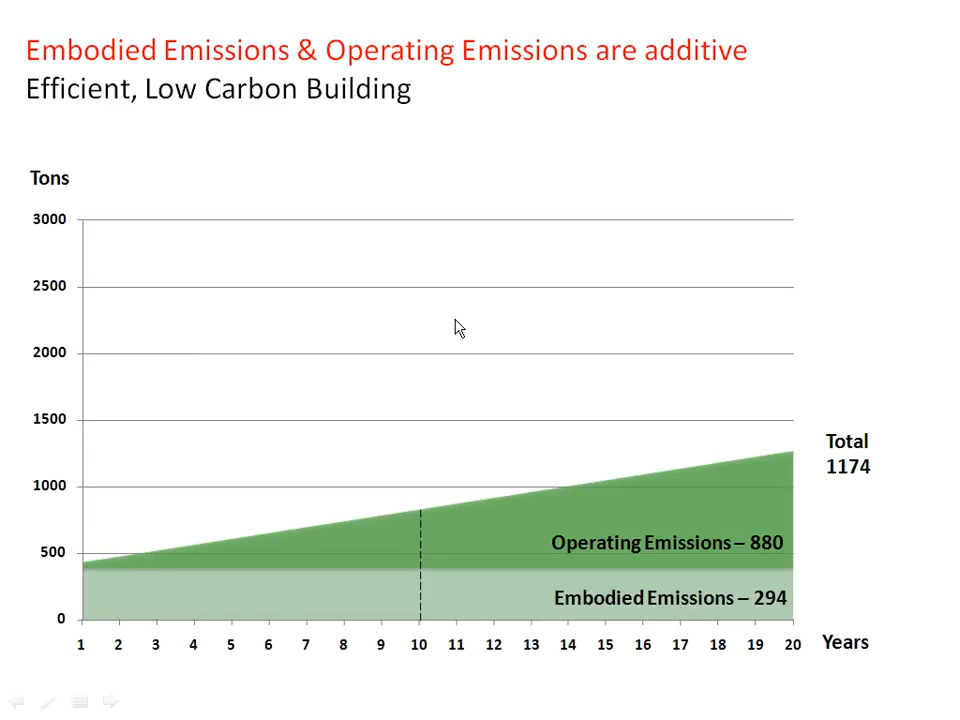 Embodied Emissions & Operating Emissions are additive
Efficient, Low Carbon Building
Tons
3000
2500
2000
1500
1000
500
0
Total
1174
Operating Emissions – 880
Embodied Emissions – 294
1 2 3 4 5 6 7 8 9 10 11 12 13 14 15 16 17 18 19 20 Years